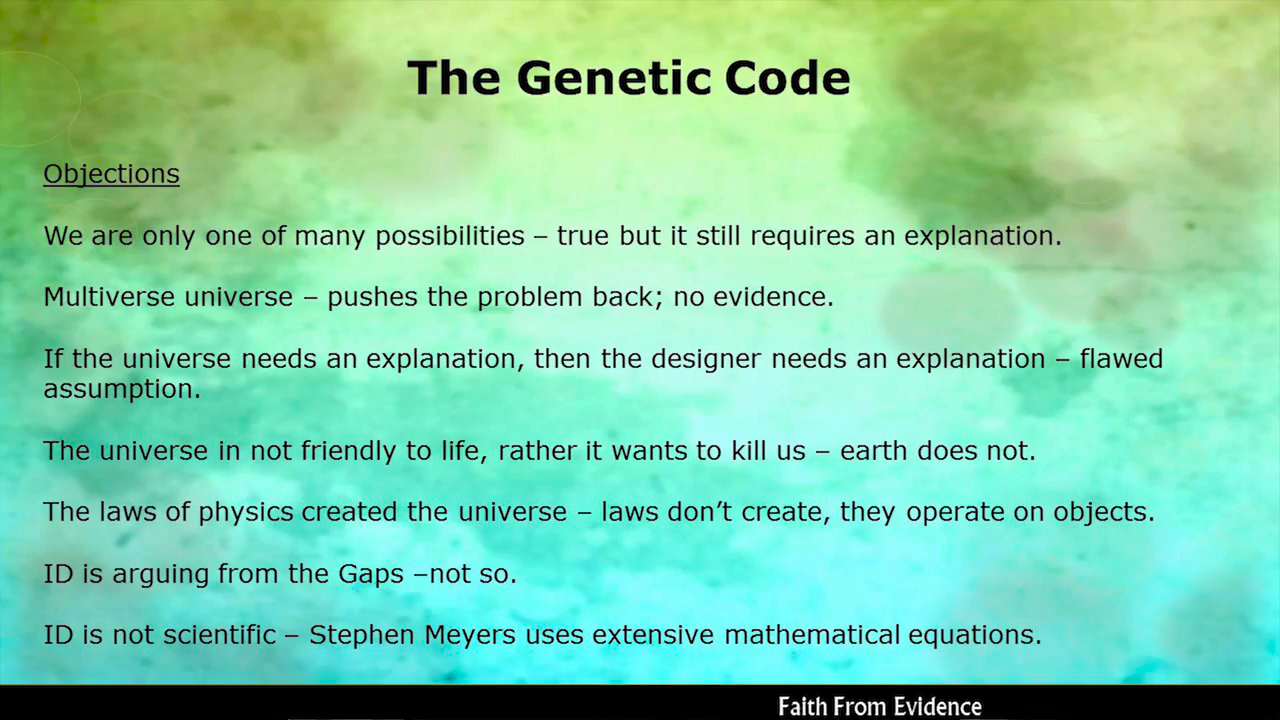 The Genetic Code
Objections
We are only one of many possibilities – true but it still requires an explanation.
Multiverse universe – pushes the problem back; no evidence.
If the universe needs an explanation, then the designer needs an explanation – flawed
assumption.
The universe in not friendly to life, rather it wants to kill us – earth does not.
The laws of physics created the universe – laws don’t create, they operate on objects.
ID is arguing from the Gaps –not so.
ID is not scientific – Stephen Meyers uses extensive mathematical equations.
Faith From Evidence